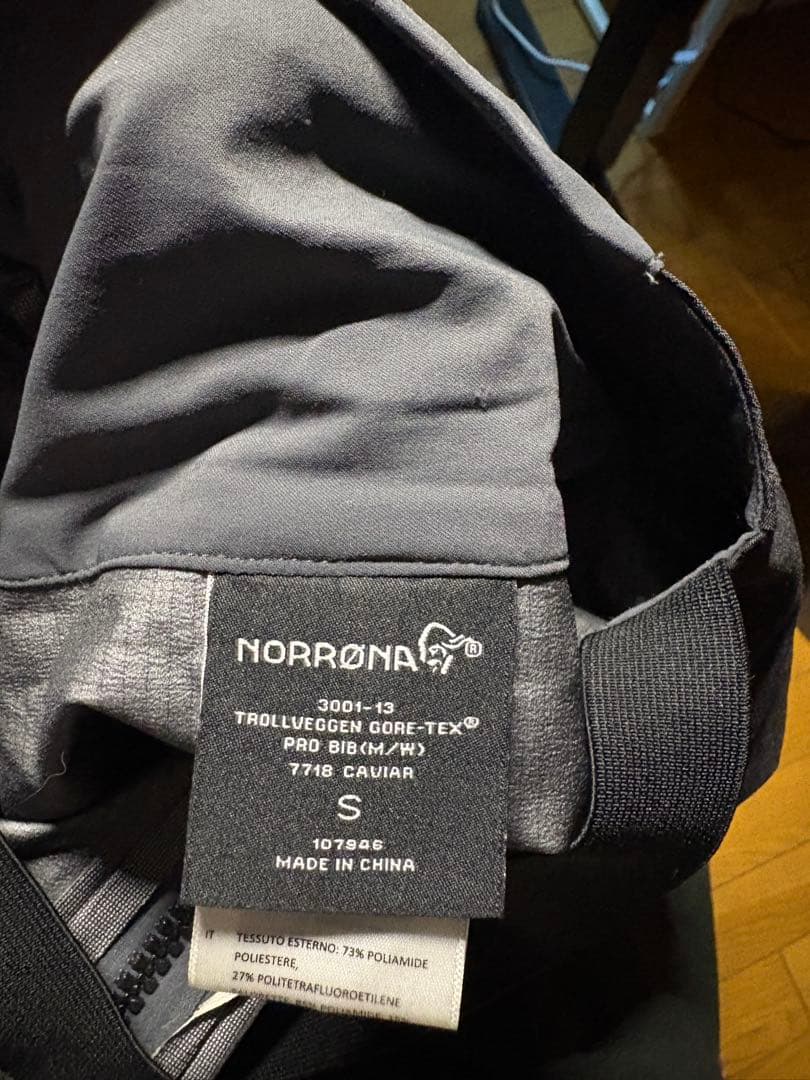 NORRØNA®
3001-13
TROLLVEGGEN GORE-TEX®
PRO BIB(M/W)
7718 CAVIAR
S
107946
MADE IN CHINA
IT TESSUTO ESTERNO: 73% POLIAMIDE
POLIESTERE,
27% POLITETRAFLUOROETILENE